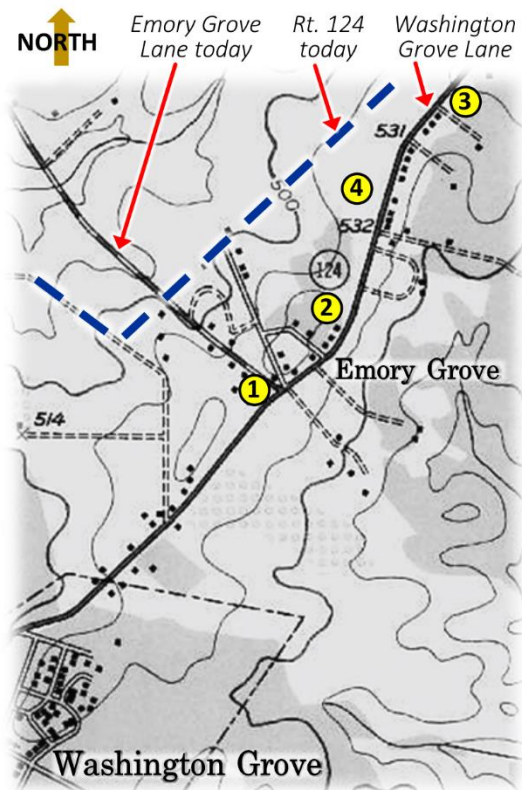 NORTH
Emory Grove
Lane today
Rt. 124
today
Washington
Grove Lane
3
531
4
500
532
124
2
Emory Grove
1
514
Washington Grove